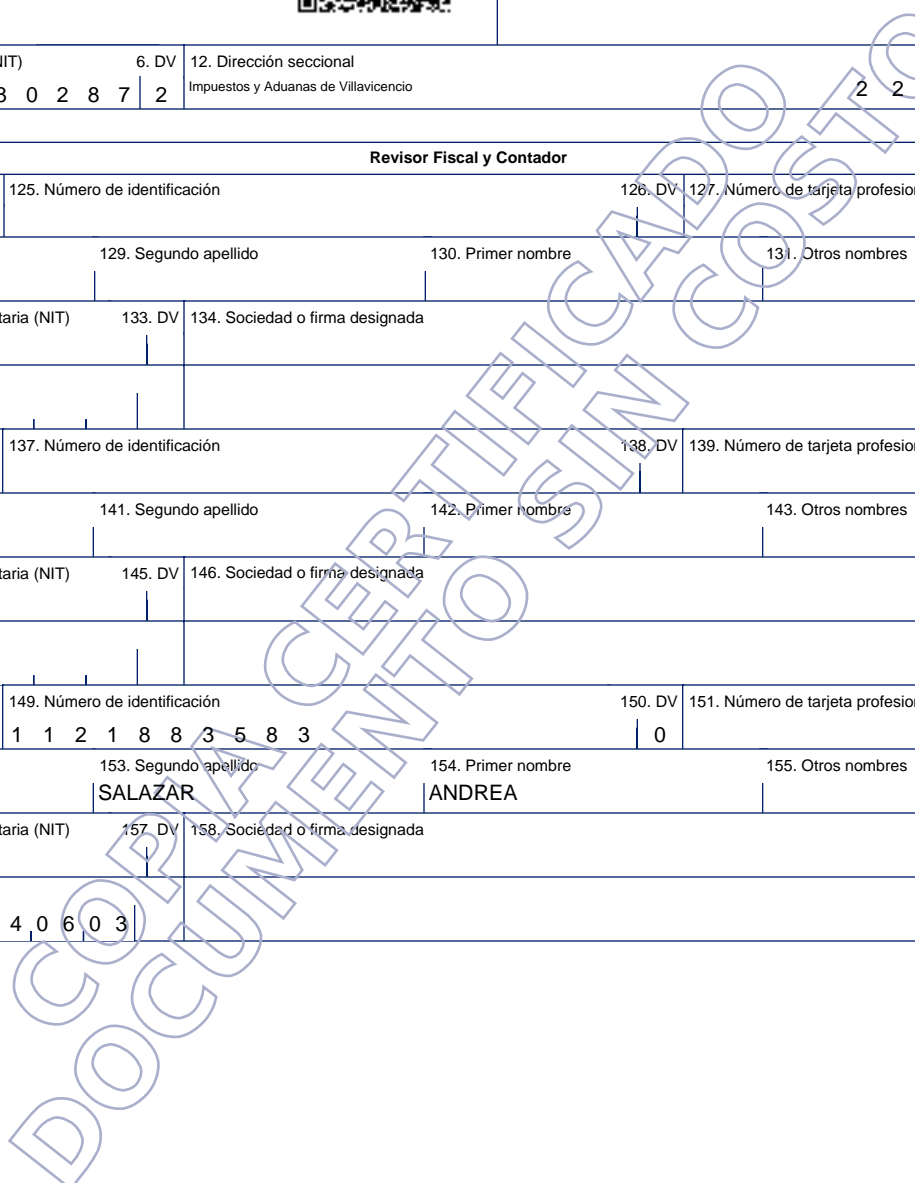 NIT) 6. DV 12. Dirección seccional
0 2 8 7 2 Impuestos y Aduanas de Villavicencio 2 2
Revisor Fiscal y Contador
125. Número de identificación 126. DV 127. Número de tarjeta profesion
129. Segundo apellido 130. Primer nombre 131. Otros nombres
taria (NIT) 133. DV 134. Sociedad o firma designada
137. Número de identificación 138. DV 139. Número de tarjeta profesion
141. Segundo apellido 142. Primer nombre 143. Otros nombres
taria (NIT) 145. DV 146. Sociedad o firma designada
149. Número de identificación 150. DV 151. Número de tarjeta profesion
1 1 2 1 8 8 3 5 8 3 0
153. Segundo apellido 154. Primer nombre 155. Otros nombres
SALAZAR ANDREA
taria (NIT) 157. DV 158. Sociedad o firma designada
4 0 6 0 3
COPIA CERTIFICADO
DOCUMENTO SIN COSTO